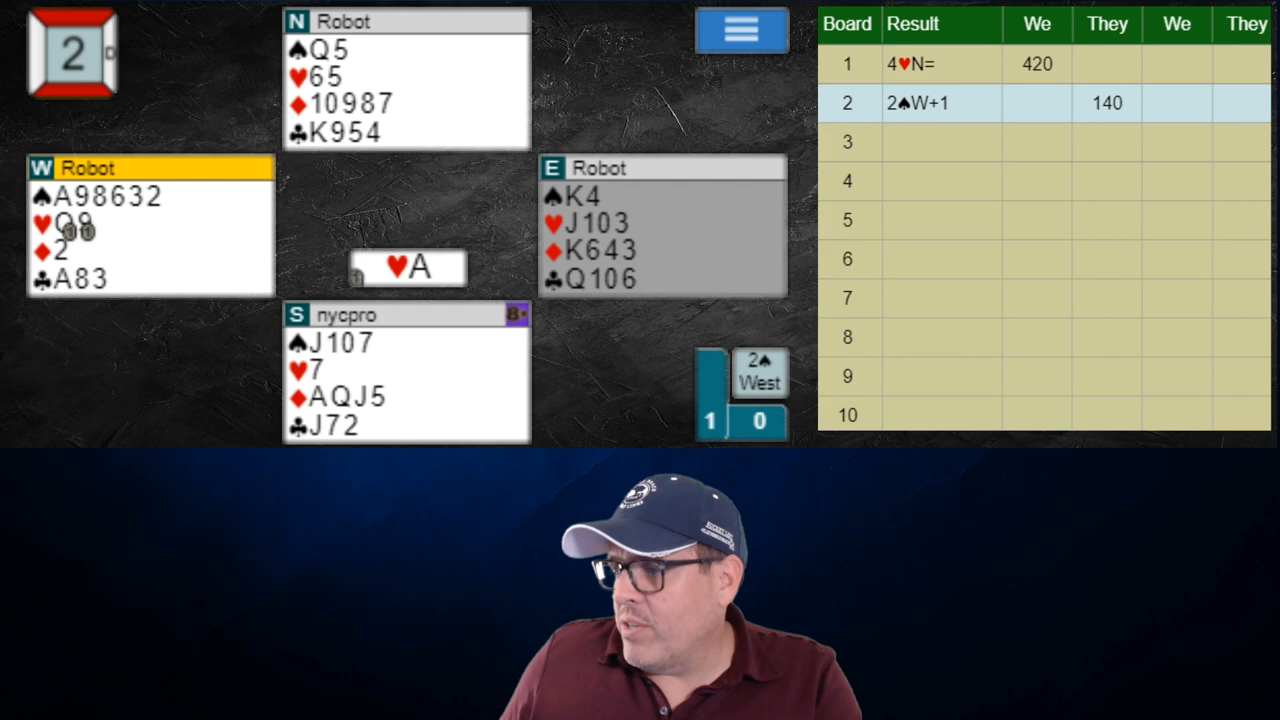 2
D
N Robot
♠Q5
♥65
♦10987
♣K954
W Robot
♠A98632
♥Q9
♦2
♣A83
E Robot
♠K4
♥J103
♦K643
♣Q106
♥A
S nycpro
8
♠J107
♥7
♦AQJ5
♣J72
2♠
West
1 0
Board Result We They We They
1 4♥N= 420
2 2♠W+1 140
3
4
5
6
7
8
9
10